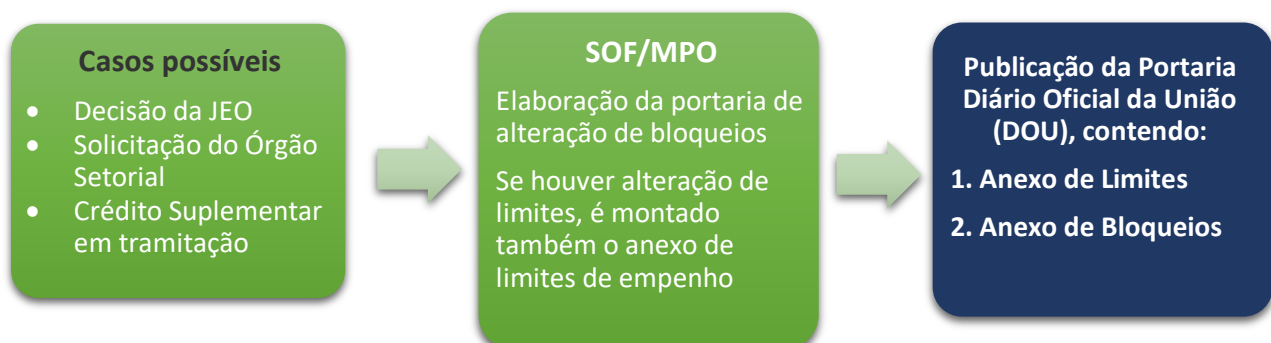 Casos possíveis
• Decisão da JEO
• Solicitação do Órgão
Setorial
• Crédito Suplementar
em tramitação
SOF/MPO
Elaboração da portaria de
alteração de bloqueios
Se houver alteração de
limites, é montado
também o anexo de
limites de empenho
Publicação da Portaria
Diário Oficial da União
(DOU), contendo:
1. Anexo de Limites
2. Anexo de Bloqueios